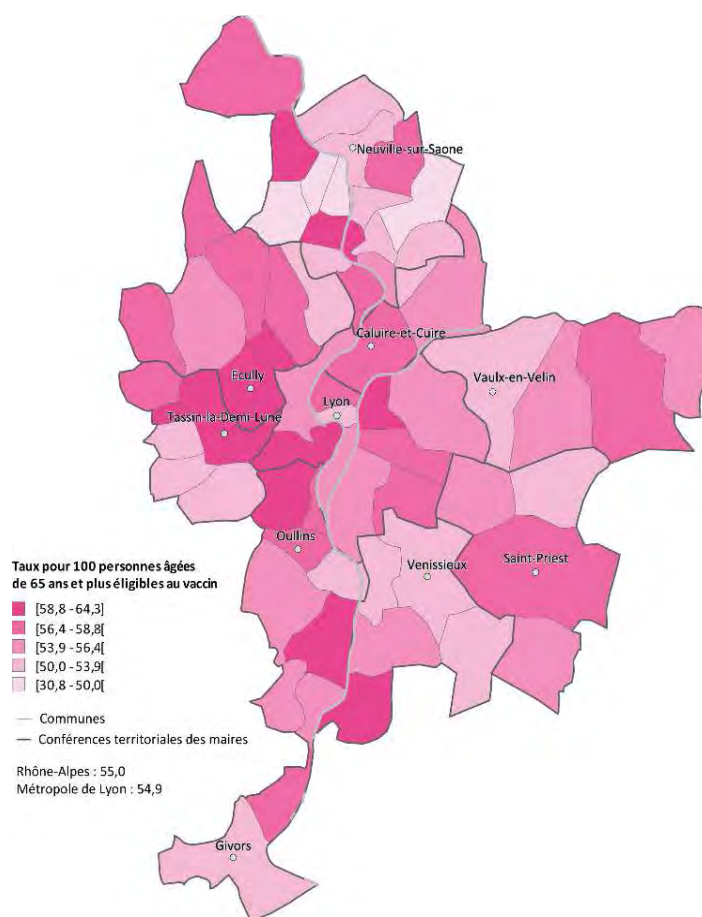 Neuville-sur-Saone
Caluire-et-Cuire
Ecully
Vaulx-en-Velin
Lyon
Tassin-la-Demi-Lune
Oullins
Venissioux
Saint-Priest
Taux pour 100 personnes âgées
de 65 ans et plus éligibles au vaccin
[58,8 - 64,3]
[56,4 - 58,8[
[53,9 - 56,4[
[50,0 - 53,9[
[30,8 - 50,0[
Communes
Conférences territoriales des maires
Rhône-Alpes : 55,0
Métropole de Lyon : 54,9
Givors